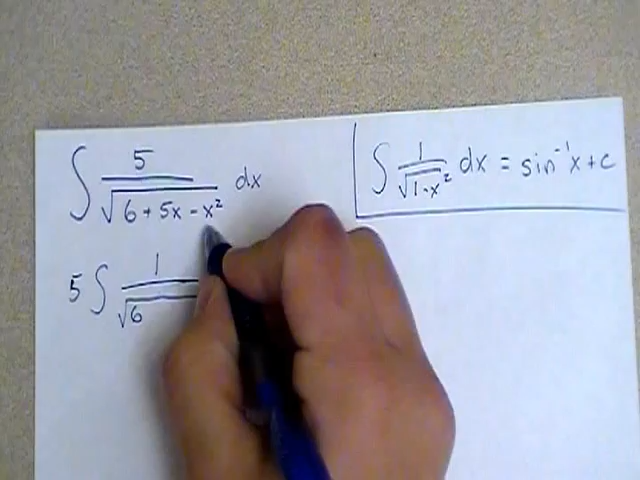 ∫ 5/√(6 + 5x - x²) dx
∫ 1/√(1-x²) dx = sin⁻¹x + c
5 ∫ 1/√(6